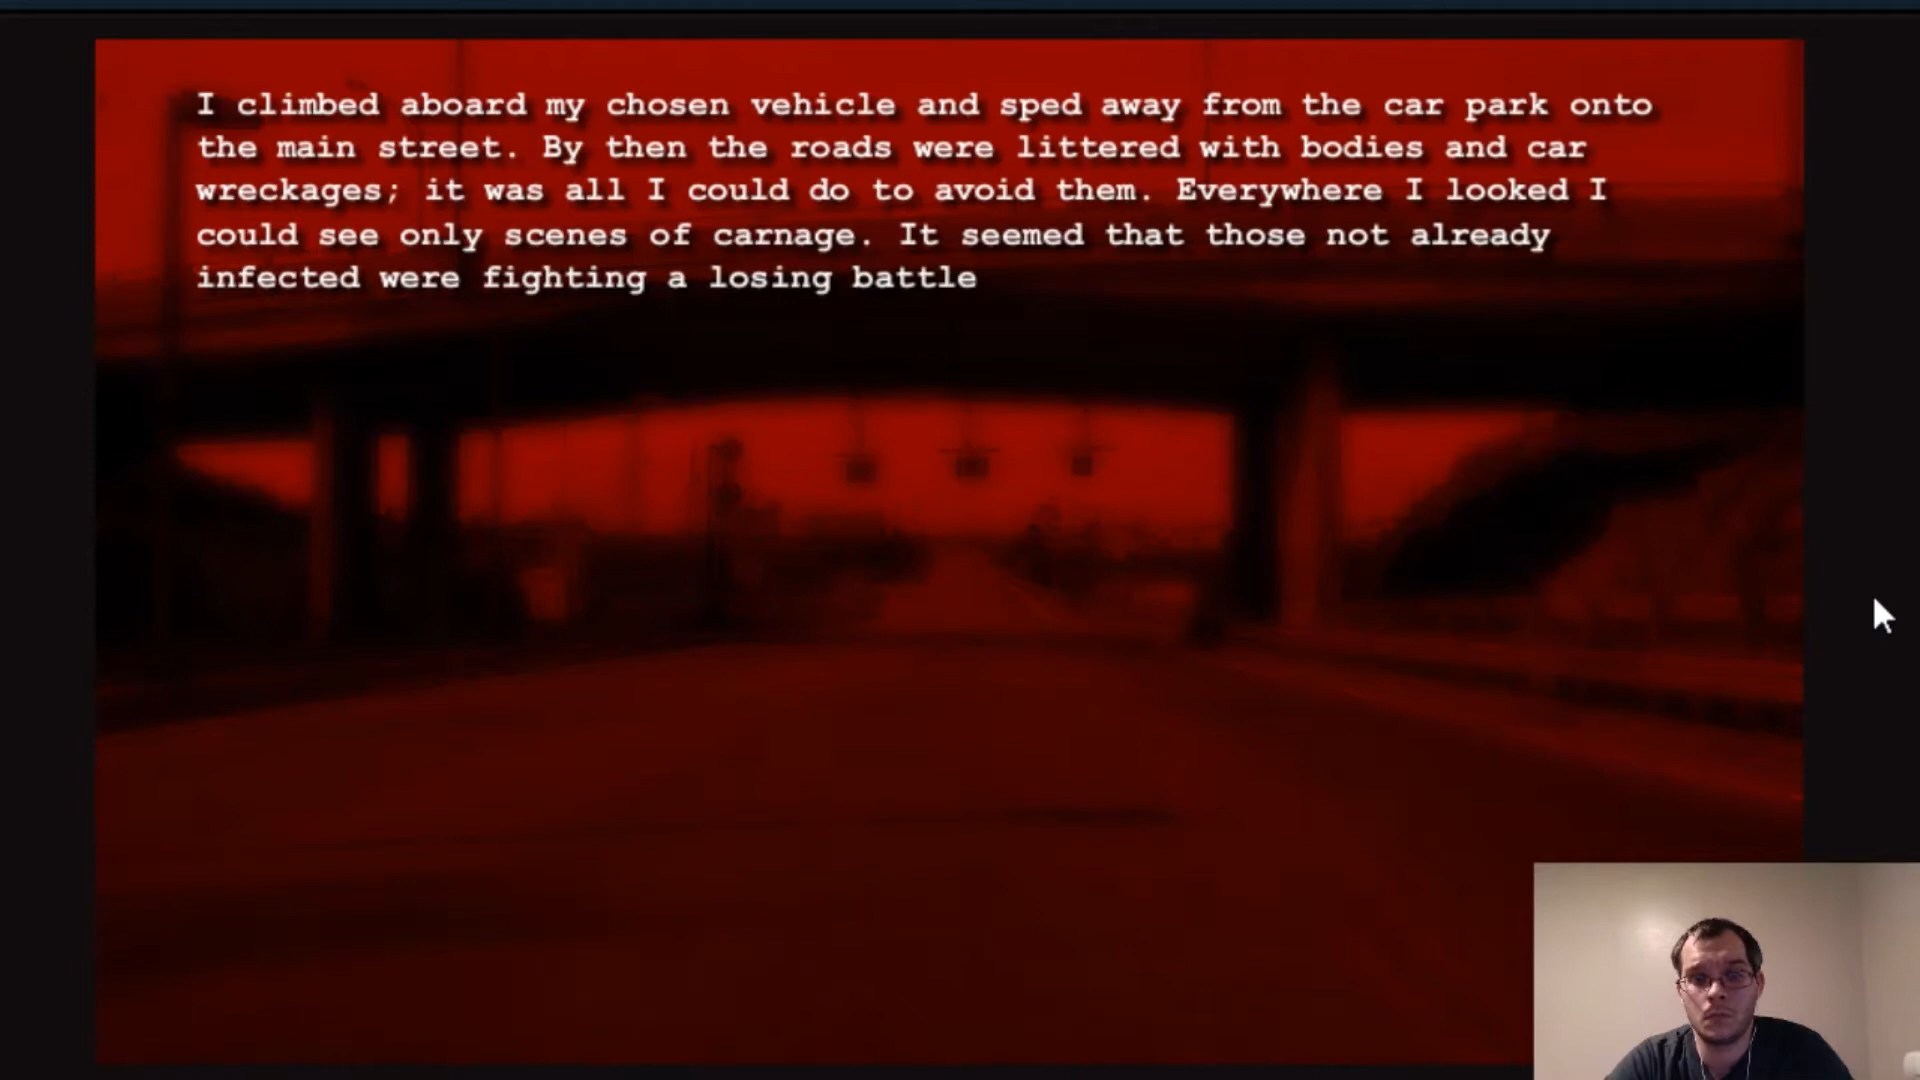 I climbed aboard my chosen vehicle and sped away from the car park onto
the main street. By then the roads were littered with bodies and car
wreckages; it was all I could do to avoid them. Everywhere I looked I
could see only scenes of carnage. It seemed that those not already
infected were fighting a losing battle